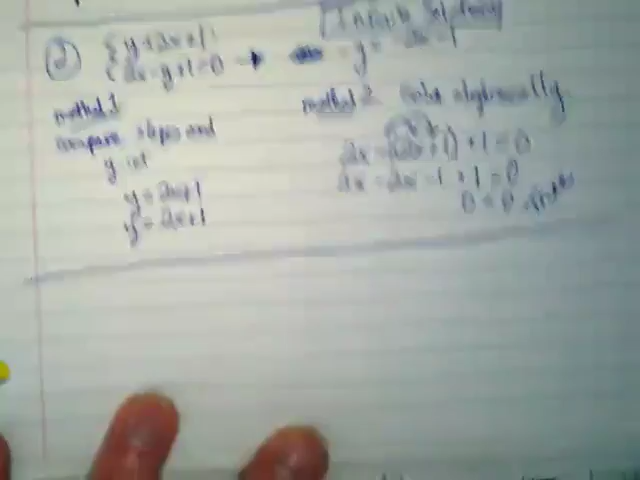 Infinite Solutions
2) { y = 2x + 1
{ 2x - y + 1 = 0 → -y = -2x - 1
method 1
compare slopes and
y int
y = 2x + 1
y = 2x + 1
method 2 solve algebraically
2x - (2x + 1) + 1 = 0
2x - 2x - 1 + 1 = 0
0 = 0